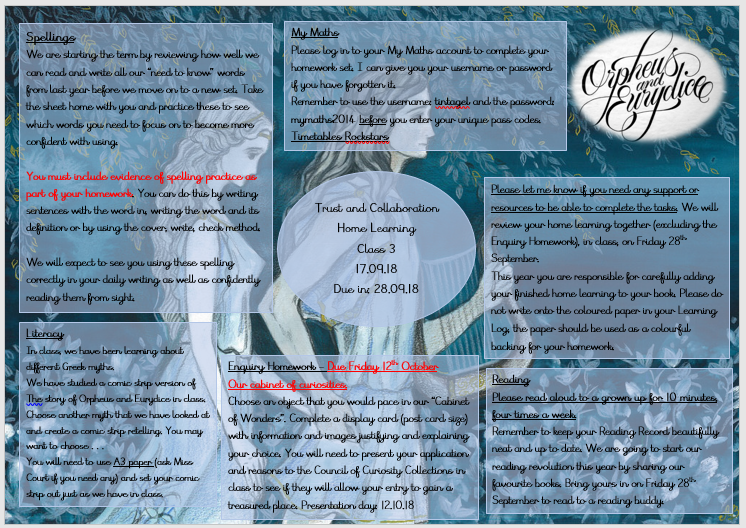 Spellings
We are starting the term by reviewing how well we
can read and write all our "need to know" words
from last year before we move on to a new set. Take
the sheet home with you and practice these to see
which words you need to focus on to become more
confident with using.
You must include evidence of spelling practice as
part of your homework. You can do this by writing
sentences with the word in, writing the word and its
definition or by using the cover, write, check method.
We will expect to see you using these spelling
correctly in your daily writing as well as confidently
reading them from sight.
Literacy
In class, we have been learning about
different Greek myths.
We have studied a comic strip version of
The story of Orpheus and Eurydice in class.
Choose another myth that we have looked at
and create a comic strip retelling. You may
want to choose . . .
You will need to use A3 paper (ask Miss
Court if you need any) and set your comic
strip out just as we have in class.
My Maths
Please log in to your My Maths account to complete your
homework set. I can give you your username or password
if you have forgotten it.
Remember to use the username: tintagel and the password:
mymaths2014 before you enter your unique pass codes.
Timetables Rockstars
Trust and Collaboration
Home Learning
Class 3
17.09.18
Due in: 28.09.18
Enquiry Homework – Due Friday 12th October
Our cabinet of curiosities.
Choose an object that you would pace in our "Cabinet
of Wonders". Complete a display card (post card size)
with information and images justifying and explaining
your choice. You will need to present your application
and reasons to the Council of Curiosity Collections in
class to see if they will allow your entry to gain a
treasured place. Presentation day: 12.10.18
Orpheus
and
Eurydice
Please let me know if you need any support or
resources to be able to complete the tasks. We will
review your home learning together (excluding the
Enquiry Homework), in class, on Friday 28th
September.
This year you are responsible for carefully adding
your finished home learning to your book. Please do
not write onto the coloured paper in your Learning
Log; the paper should be used as a colourful
backing for your homework.
Reading
Please read aloud to a grown up for 10 minutes,
four times a week.
Remember to keep your Reading Record beautifully
neat and up to date. We are going to start our
reading revolution this year by sharing our
favourite books. Bring yours in on Friday 28th
September to read to a reading buddy.